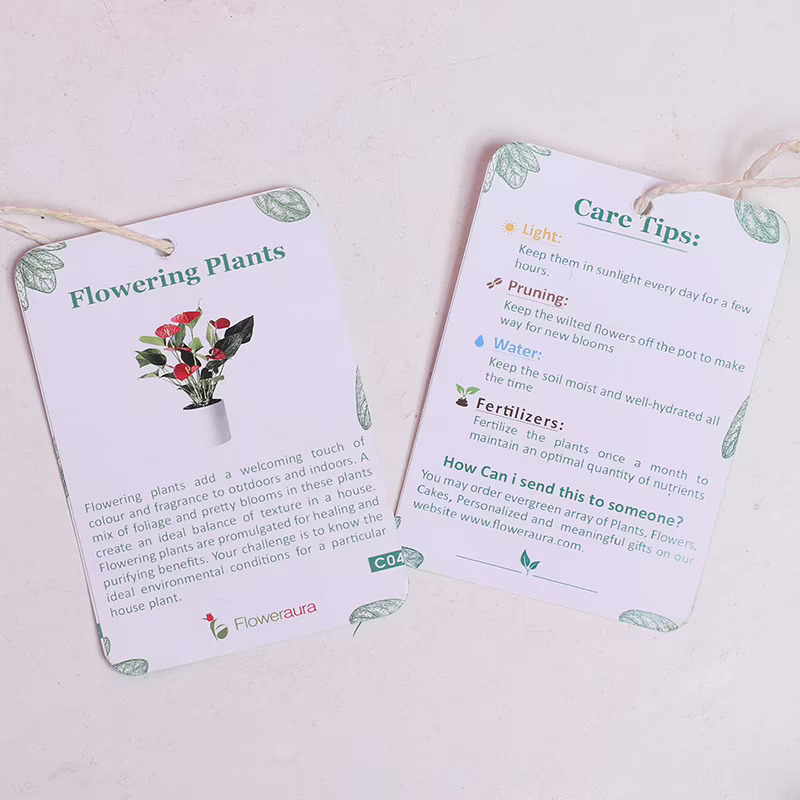 Flowering Plants
Flowering plants add a welcoming touch of
colour and fragrance to outdoors and indoors. A
mix of foliage and pretty blooms in these plants
create an ideal balance of texture in a house.
Flowering plants are promulgated for healing and
purifying benefits. Your challenge is to know the
ideal environmental conditions for a particular
house plant.
C04
Floweraura
Care Tips:
Light:
Keep them in sunlight every day for a few
hours.
Pruning:
Keep the wilted flowers off the pot to make
way for new blooms
Water:
Keep the soil moist and well-hydrated all
the time
Fertilizers:
Fertilize the plants once a month to
maintain an optimal quantity of nutrients
How Can i send this to someone?
You may order evergreen array of Plants, Flowers,
Cakes, Personalized and meaningful gifts on our
website www.floweraura.com.